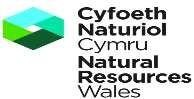 Cyfoeth
Naturiol
Cymru
Natural
Resources
Wales